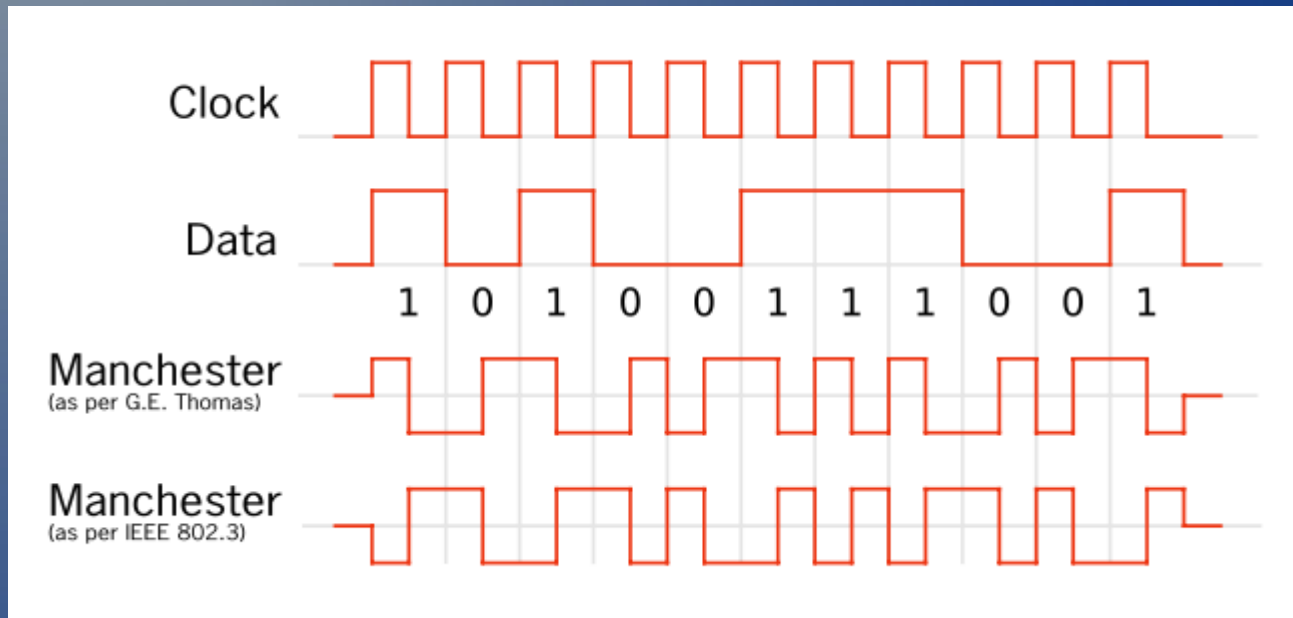 Clock
Data
1 0 1 0 0 1 1 1 0 0 1
Manchester
(as per G.E. Thomas)
Manchester
(as per IEEE 802.3)